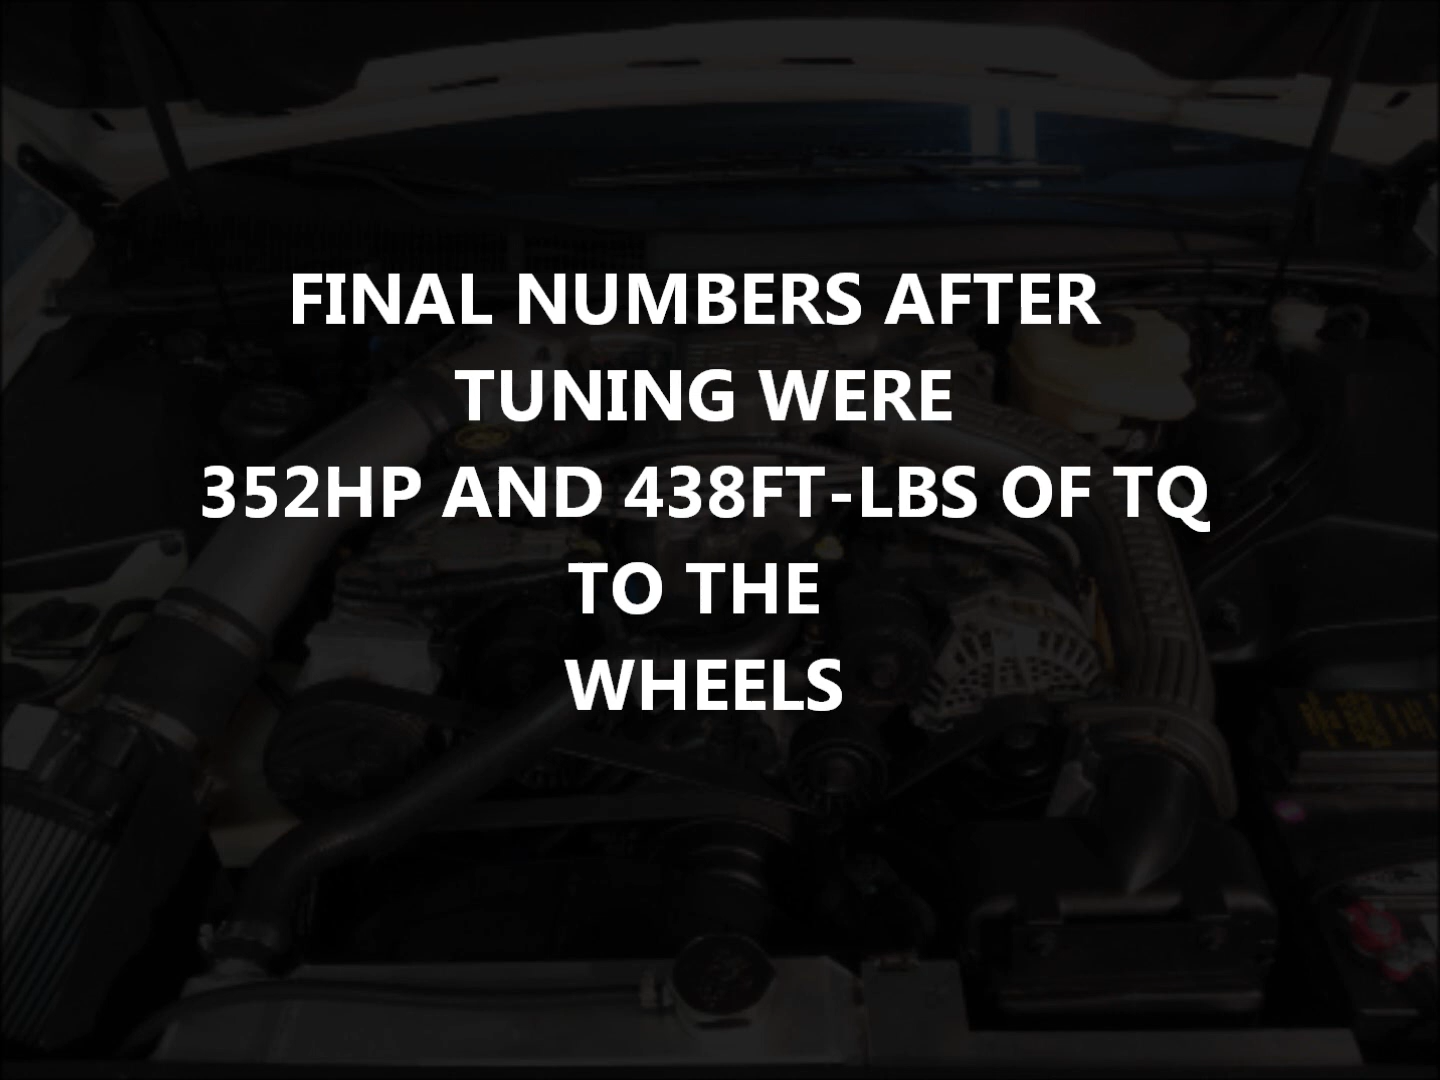 FINAL NUMBERS AFTER
TUNING WERE
352HP AND 438FT-LBS OF TQ
TO THE
WHEELS